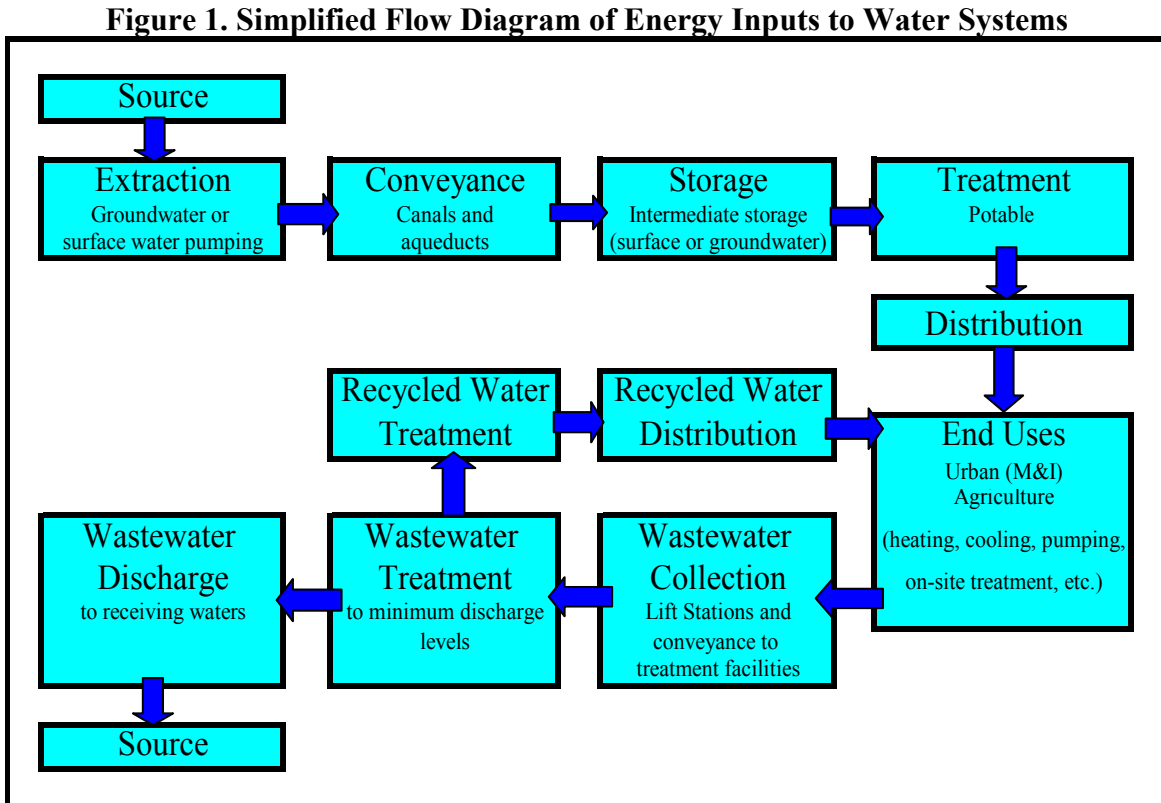 Figure 1. Simplified Flow Diagram of Energy Inputs to Water Systems
Source
Extraction
Groundwater or
surface water pumping
Conveyance
Canals and
aqueducts
Storage
Intermediate storage
(surface or groundwater)
Treatment
Potable
Distribution
Recycled Water
Treatment
Recycled Water
Distribution
End Uses
Urban (M&I)
Agriculture
(heating, cooling, pumping,
on-site treatment, etc.)
Wastewater
Discharge
to receiving waters
Wastewater
Treatment
to minimum discharge
levels
Wastewater
Collection
Lift Stations and
conveyance to
treatment facilities
Source